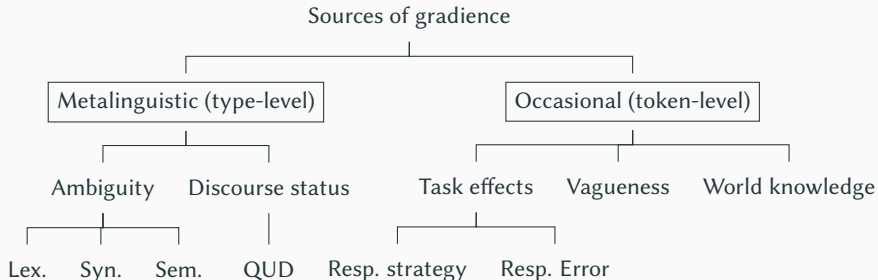 Sources of gradience
Metalinguistic (type-level) Occasional (token-level)
Ambiguity Discourse status Task effects Vagueness World knowledge
Lex. Syn. Sem. QUD Resp. strategy Resp. Error